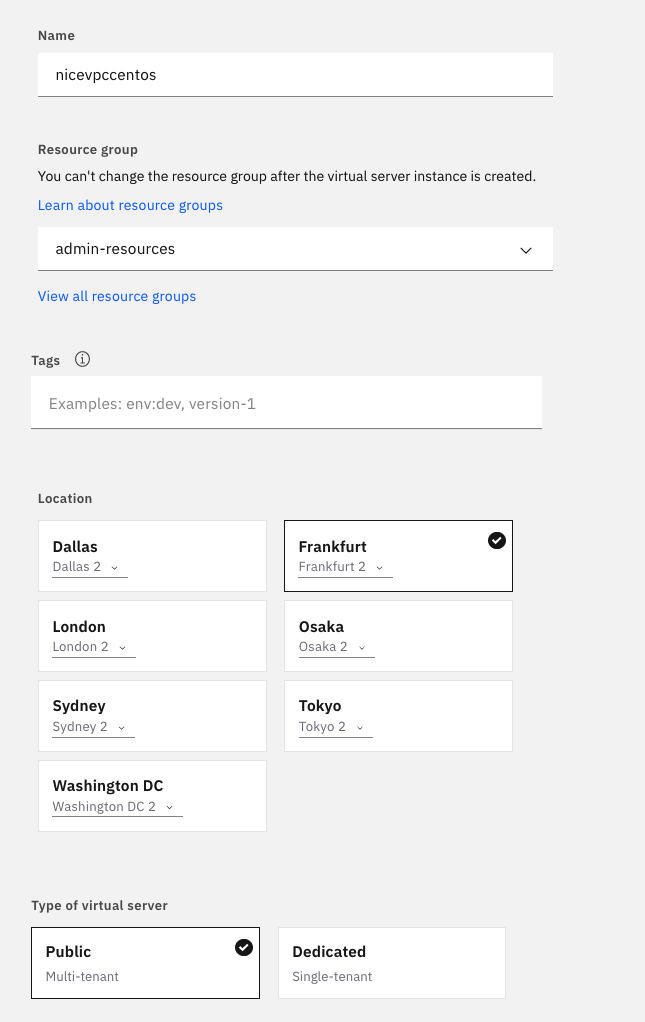 Name
nicevpccentos
Resource group
You can't change the resource group after the virtual server instance is created.
Learn about resource groups
admin-resources
View all resource groups
Tags
Examples: env:dev, version-1
Location
Dallas
Dallas 2
Frankfurt
Frankfurt 2
London
London 2
Osaka
Osaka 2
Sydney
Sydney 2
Tokyo
Tokyo 2
Washington DC
Washington DC 2
Type of virtual server
Public
Multi-tenant
Dedicated
Single-tenant